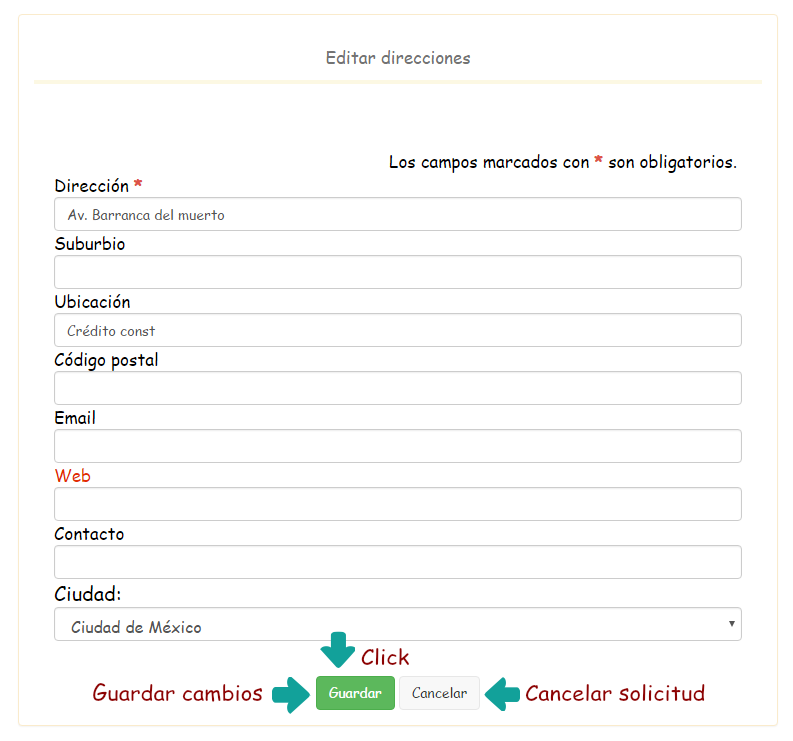 Editar direcciones
Los campos marcados con * son obligatorios.
Dirección *
Av. Barranca del muerto
Suburbio
Ubicación
Crédito const
Código postal
Email
Web
Contacto
Ciudad:
Ciudad de México
Click
Guardar cambios Guardar Cancelar Cancelar solicitud